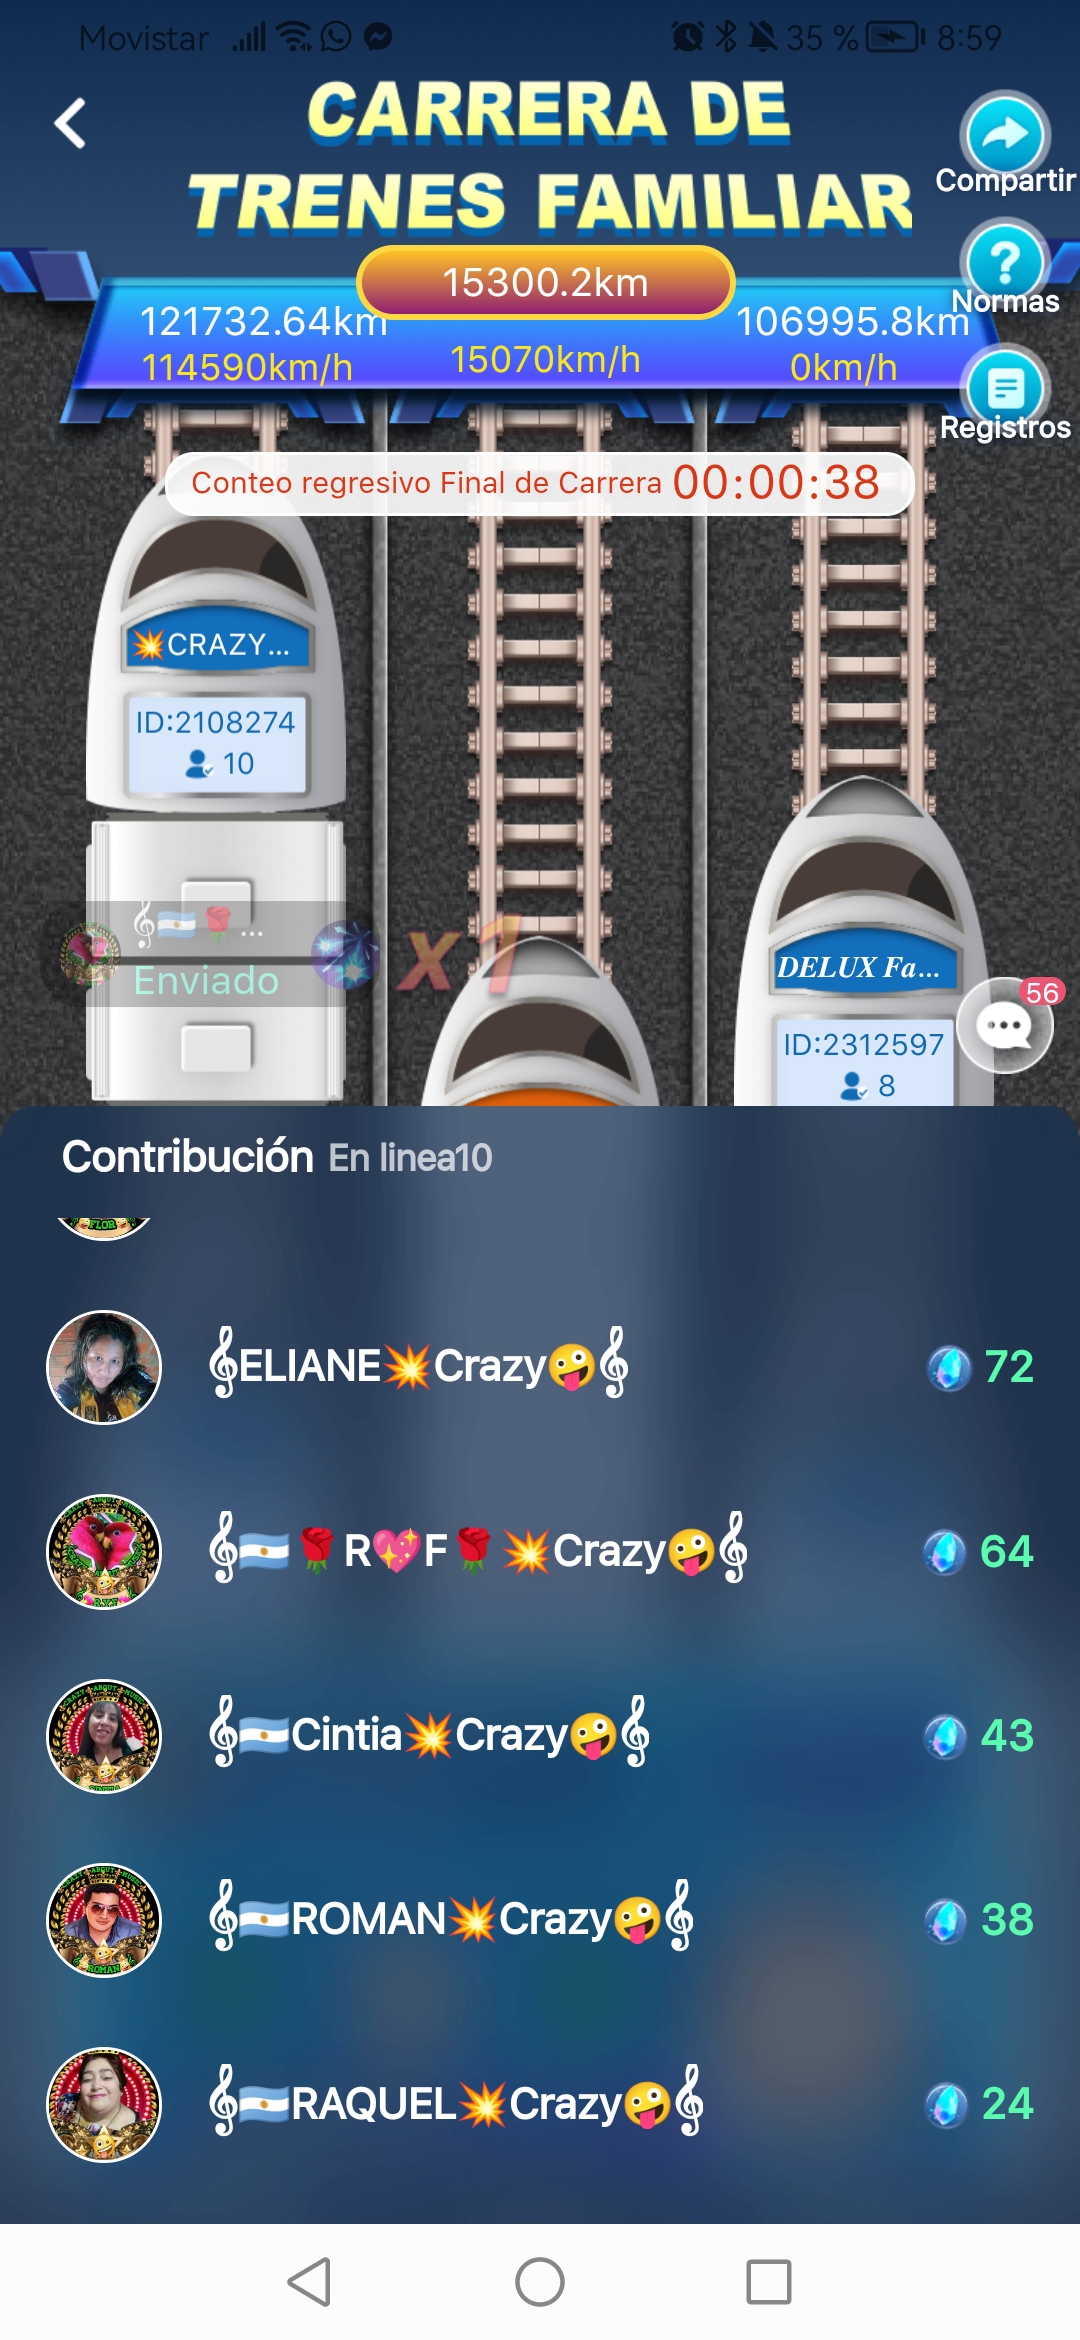 Movistar
35 %
8:59
CARRERA DE
TRENES FAMILIAR
Compartir
Normas
Registros
15300.2km
121732.64km
106995.8km
114590km/h
15070km/h
0km/h
Conteo regresivo Final de Carrera 00:00:38
💥CRAZY...
ID:2108274
10
𝄞🇦🇷🌹...
Enviado
x1
DELUX Fa...
ID:2312597
8
56
Contribución En linea10
FLOR
𝄞ELIANE💥Crazy🤪𝄞
72
𝄞🇦🇷🌹R💖F🌹💥Crazy🤪𝄞
64
𝄞🇦🇷Cintia💥Crazy🤪𝄞
43
𝄞🇦🇷ROMAN💥Crazy🤪𝄞
38
ROMAN
𝄞🇦🇷RAQUEL💥Crazy🤪𝄞
24